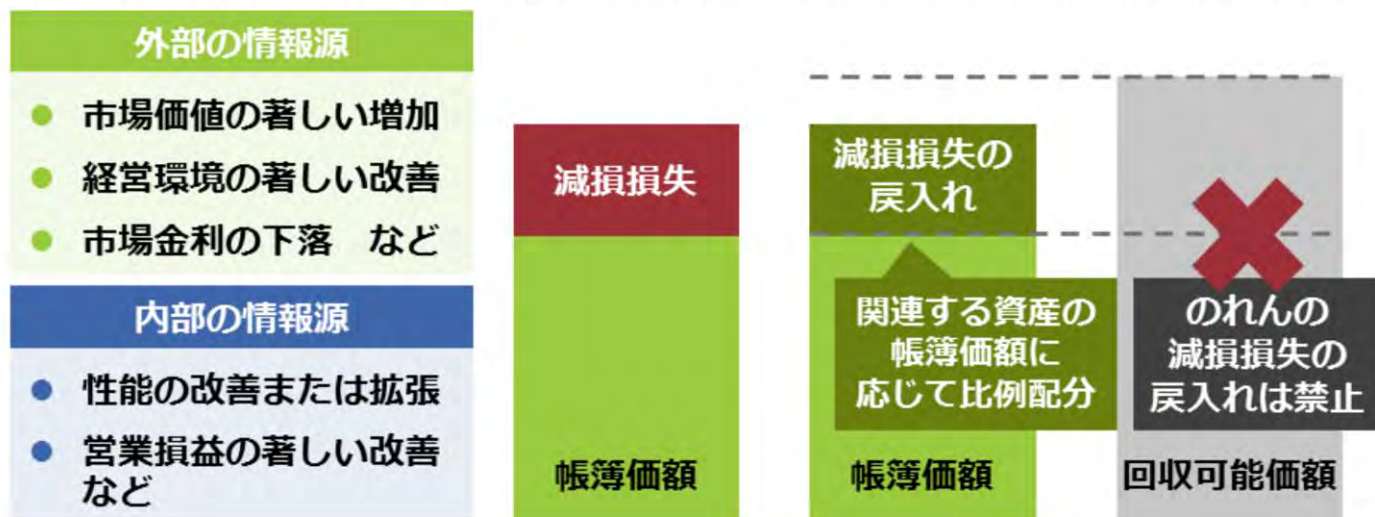 外部の情報源
市場価値の著しい増加
経営環境の著しい改善
市場金利の下落 など
内部の情報源
性能の改善または拡張
営業損益の著しい改善
など
減損損失
帳簿価額
減損損失の
戻入れ
関連する資産の
帳簿価額に
応じて比例配分
帳簿価額
のれんの
減損損失の
戻入れは禁止
回収可能価額